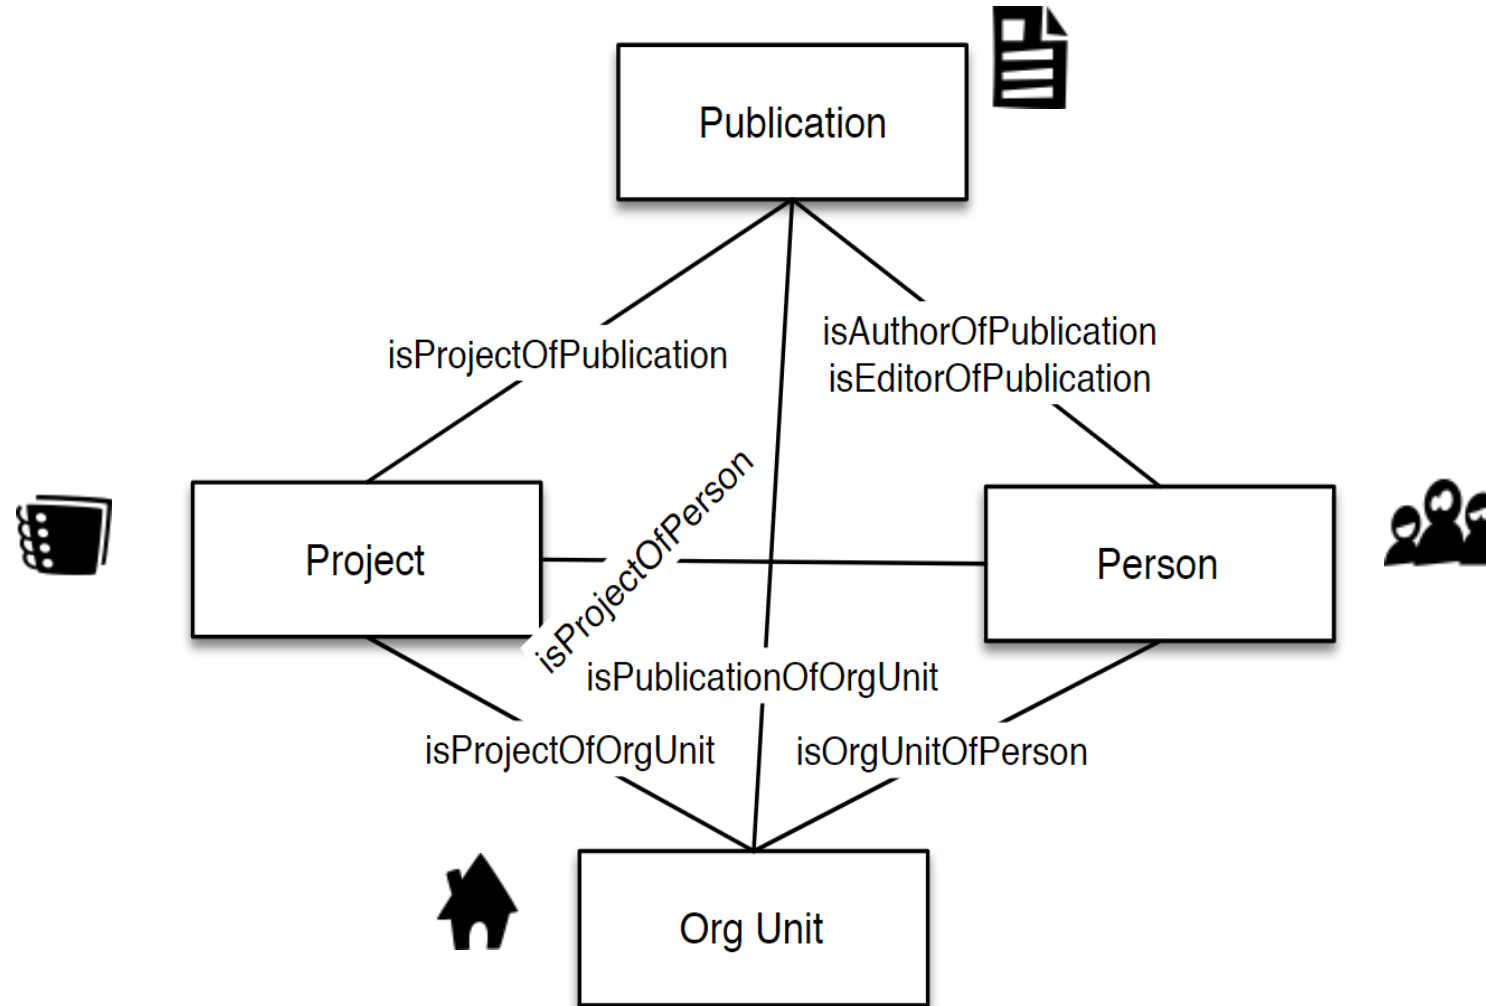 Publication
isProjectOfPublication
isAuthorOfPublication
isEditorOfPublication
isProjectOfPerson
Project
Person
isPublicationOfOrgUnit
isProjectOfOrgUnit
isOrgUnitOfPerson
Org Unit